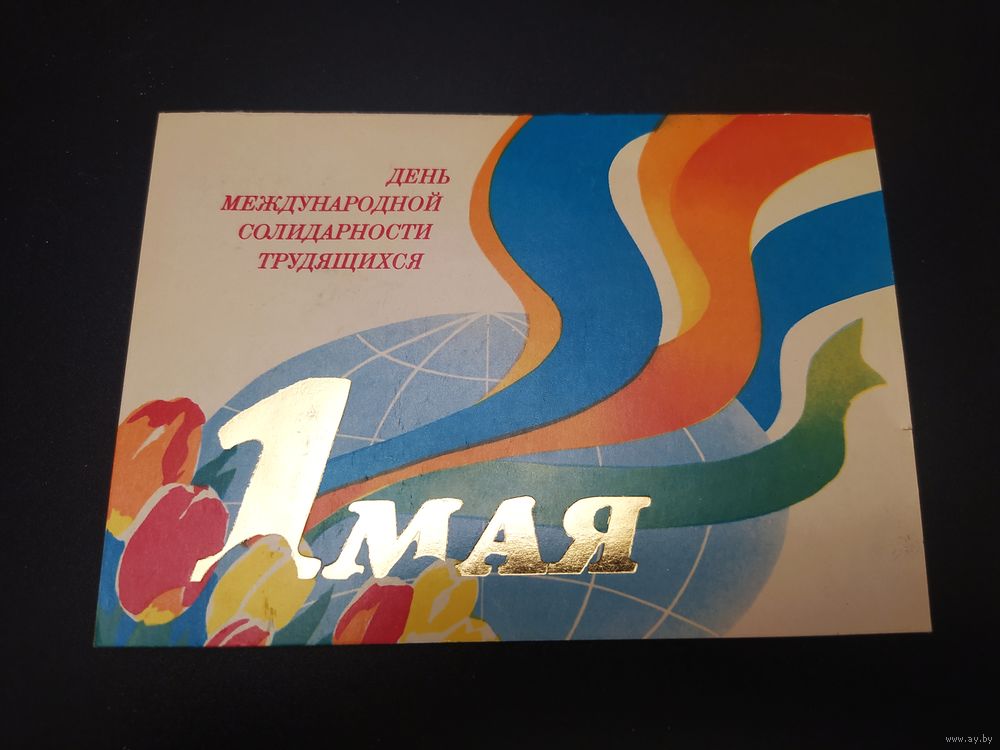 ДЕНЬ
МЕЖДУНАРОДНОЙ
СОЛИДАРНОСТИ
ТРУДЯЩИХСЯ
1 МАЯ
www.ay.by